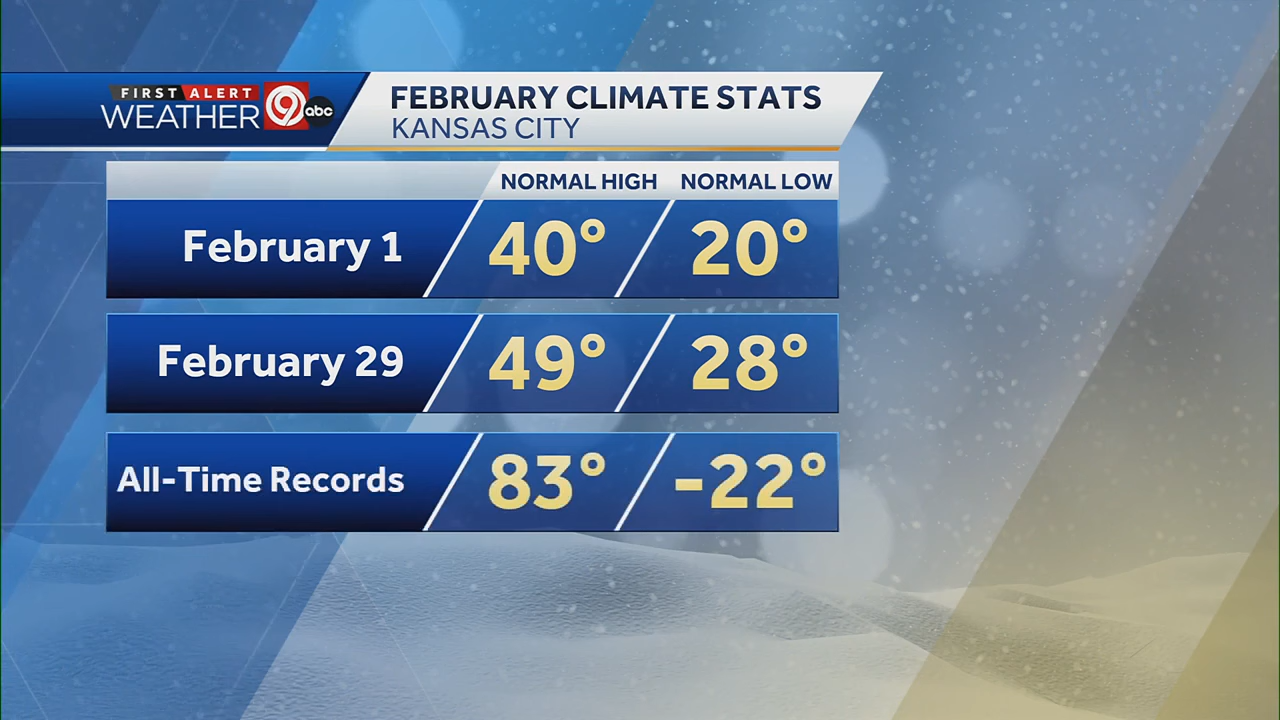 FIRST ALERT
WEATHER 9 abc
FEBRUARY CLIMATE STATS
KANSAS CITY
NORMAL HIGH NORMAL LOW
February 1 40° 20°
February 29 49° 28°
All-Time Records 83° -22°